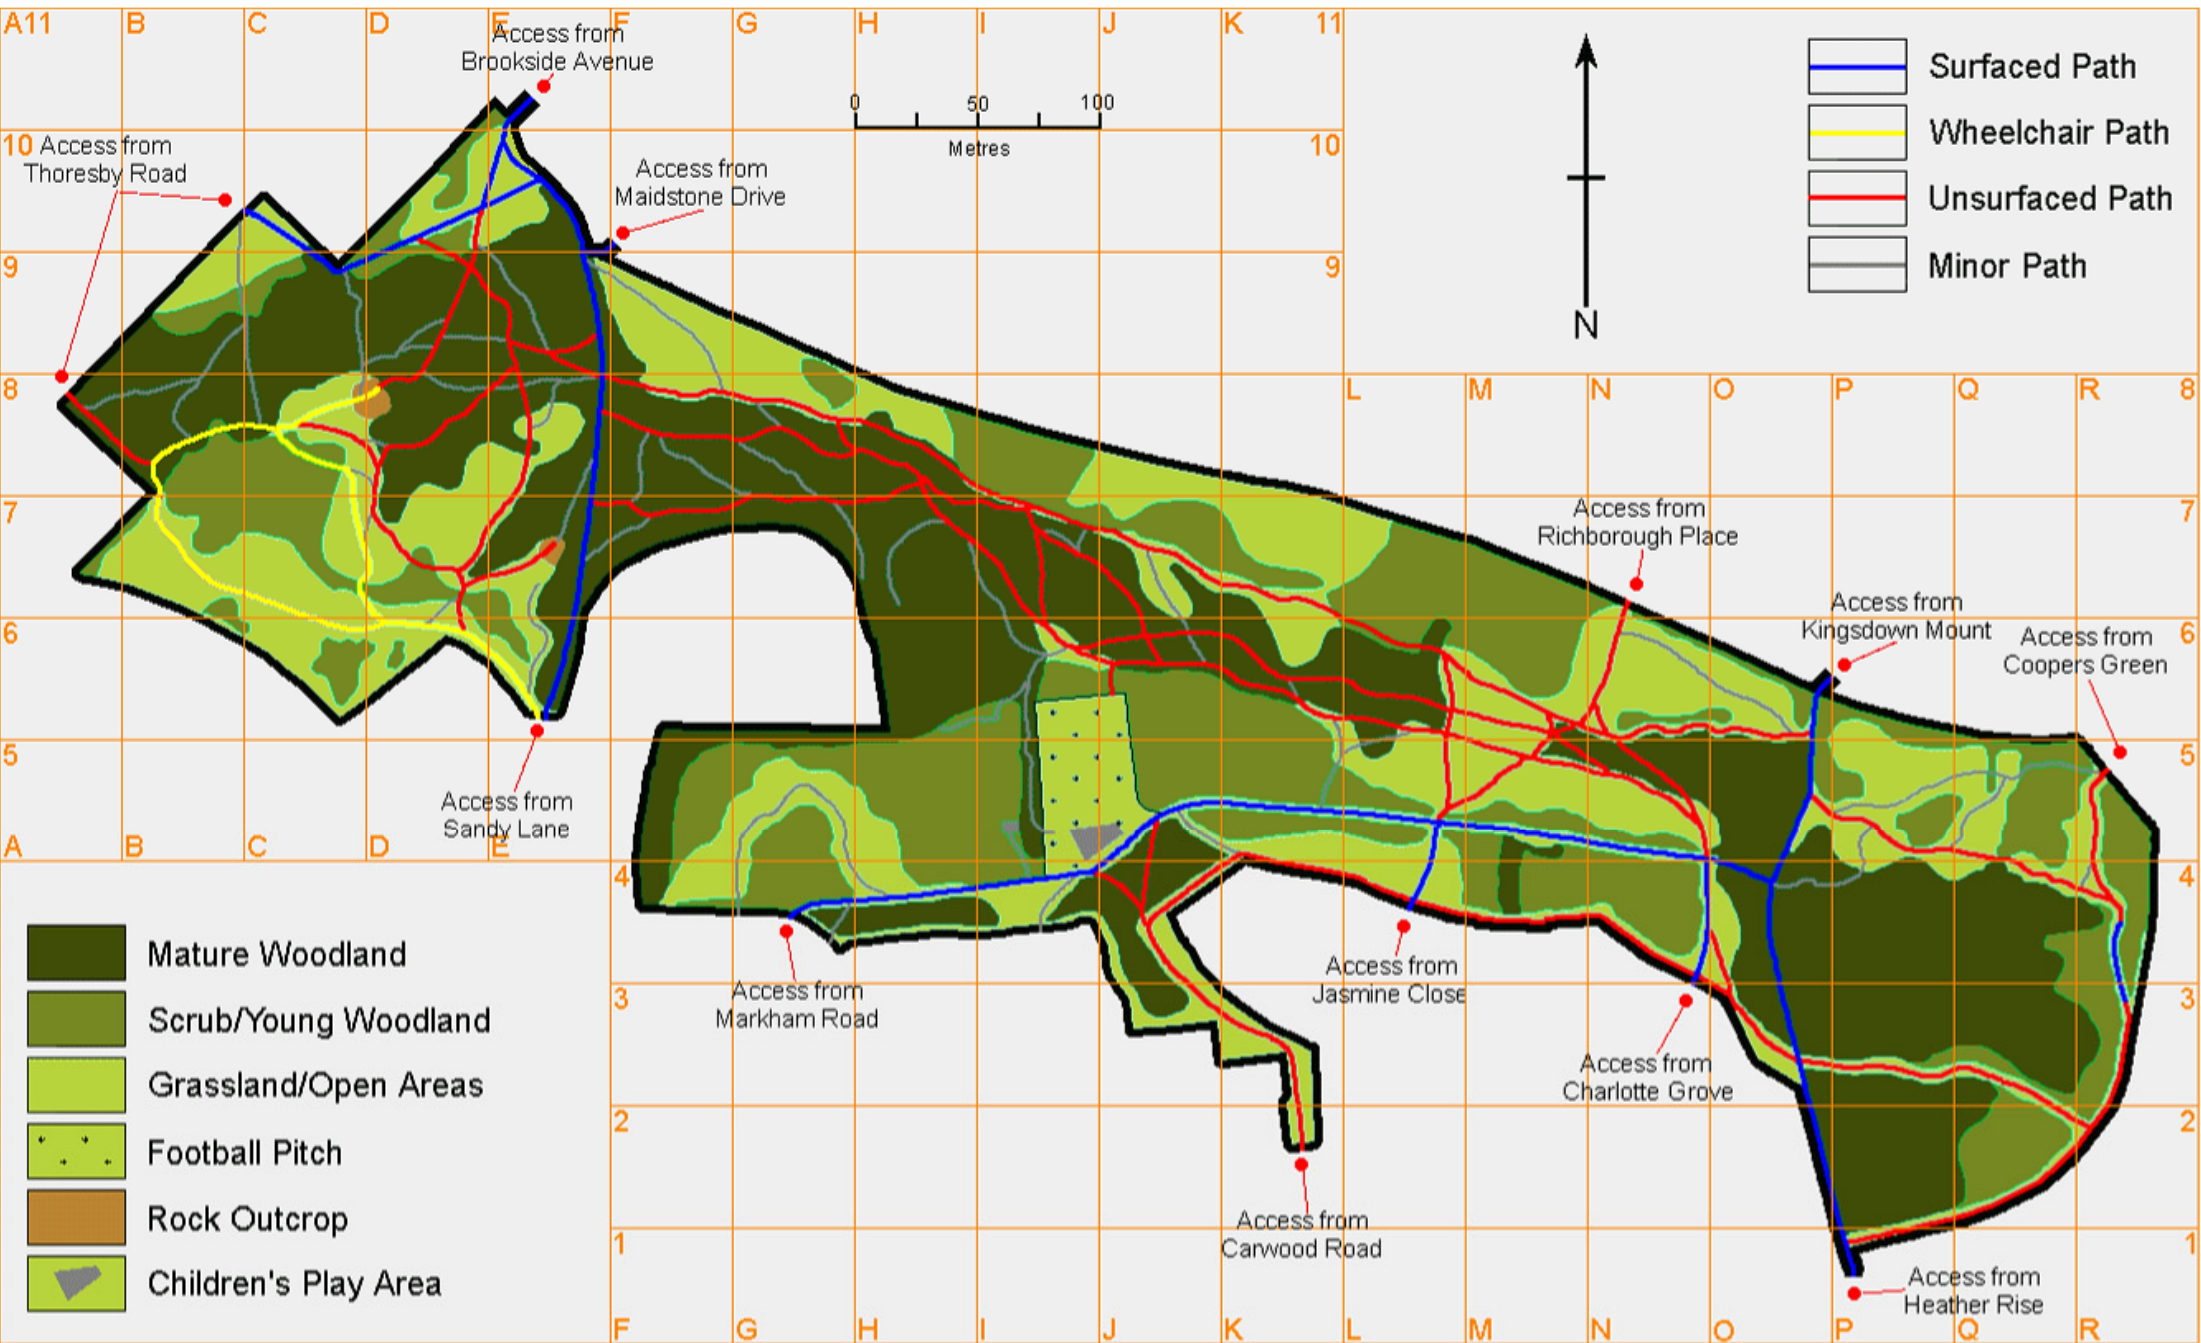 A11 B C D E F G H I J K 11
Access from
Brookside Avenue
Surfaced Path
0 50 100
Metres
Wheelchair Path
10 10
Access from
Thoresby Road
Access from
Maidstone Drive
Unsurfaced Path
9 9
Minor Path
N
8 L M N O P Q R 8
7 7
Access from
Richborough Place
6 6
Access from
Kingsdown Mount
Access from
Coopers Green
5 5
Access from
Sandy Lane
A B C D E
4 4
Mature Woodland
Access from
Jasmine Close
Access from
Markham Road
3 3
Scrub/Young Woodland
Access from
Charlotte Grove
Grassland/Open Areas
2 2
Football Pitch
Access from
Carwood Road
Rock Outcrop
1 1
Children's Play Area
Access from
Heather Rise
F G H I J K L M N O P Q R